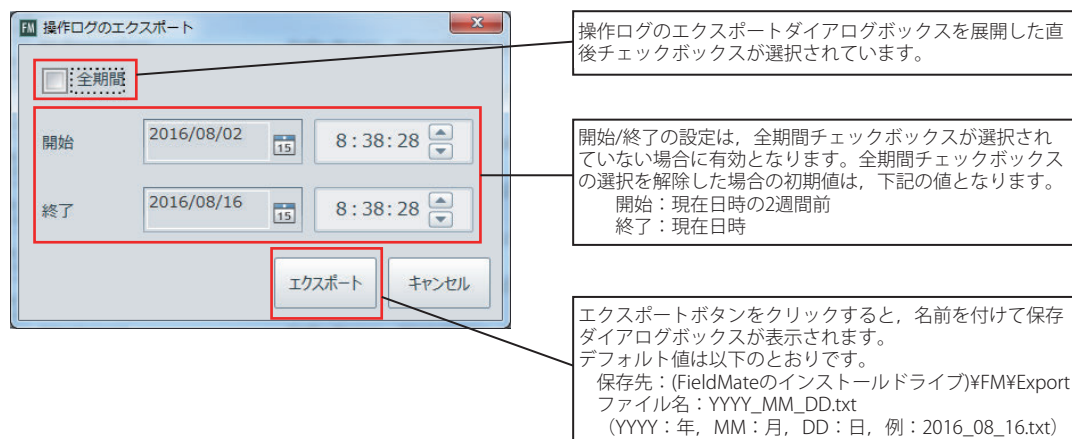 FM 操作ログのエクスポート
全期間
開始 2016/08/02 15 8:38:28
終了 2016/08/16 15 8:38:28
エクスポート キャンセル
操作ログのエクスポートダイアログボックスを展開した直
後チェックボックスが選択されています。
開始/終了の設定は，全期間チェックボックスが選択され
ていない場合に有効となります。全期間チェックボックス
の選択を解除した場合の初期値は，下記の値となります。
開始：現在日時の2週間前
終了：現在日時
エクスポートボタンをクリックすると，名前を付けて保存
ダイアログボックスが表示されます。
デフォルト値は以下のとおりです。
保存先：(FieldMateのインストールドライブ)¥FM¥Export
ファイル名：YYYY_MM_DD.txt
（YYYY：年，MM：月，DD：日，例：2016_08_16.txt）